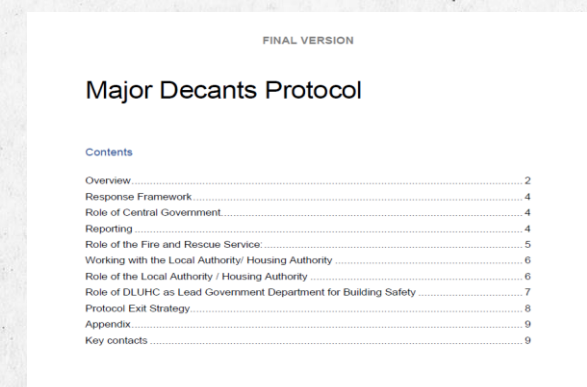 FINAL VERSION
Major Decants Protocol
Contents
Overview 2
Response Framework 4
Role of Central Government 4
Reporting 4
Role of the Fire and Rescue Service: 5
Working with the Local Authority/ Housing Authority 6
Role of the Local Authority / Housing Authority 6
Role of DLUHC as Lead Government Department for Building Safety 7
Protocol Exit Strategy 8
Appendix 9
Key contacts 9